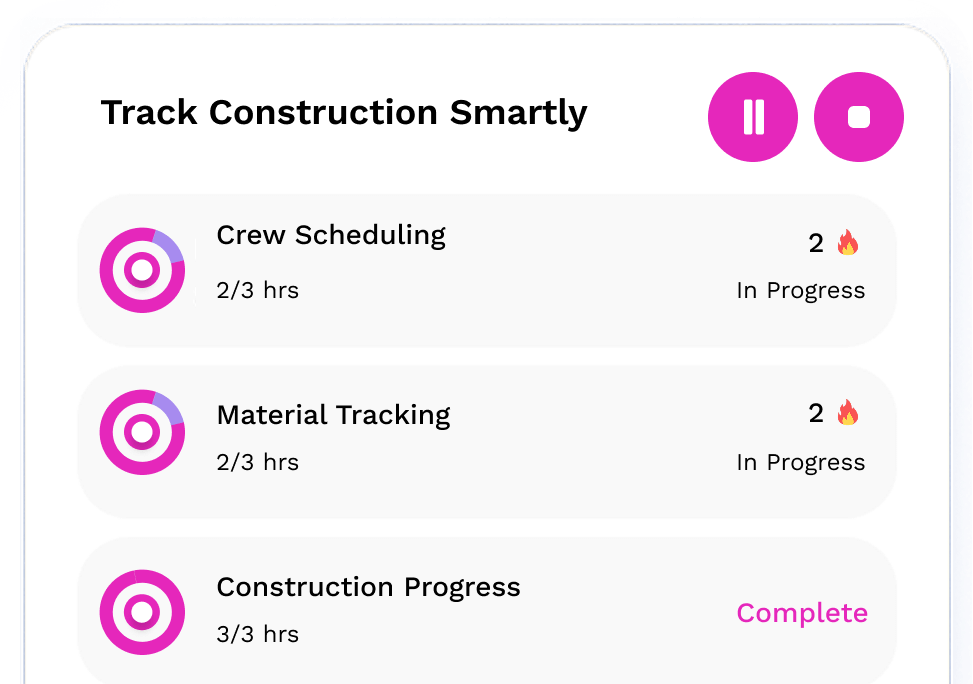 Track Construction Smartly
Crew Scheduling
2 🔥
2/3 hrs
In Progress
Material Tracking
2 🔥
2/3 hrs
In Progress
Construction Progress
3/3 hrs
Complete